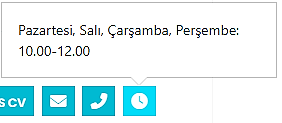 Pazartesi, Salı, Çarşamba, Perşembe:
10.00-12.00
S CV